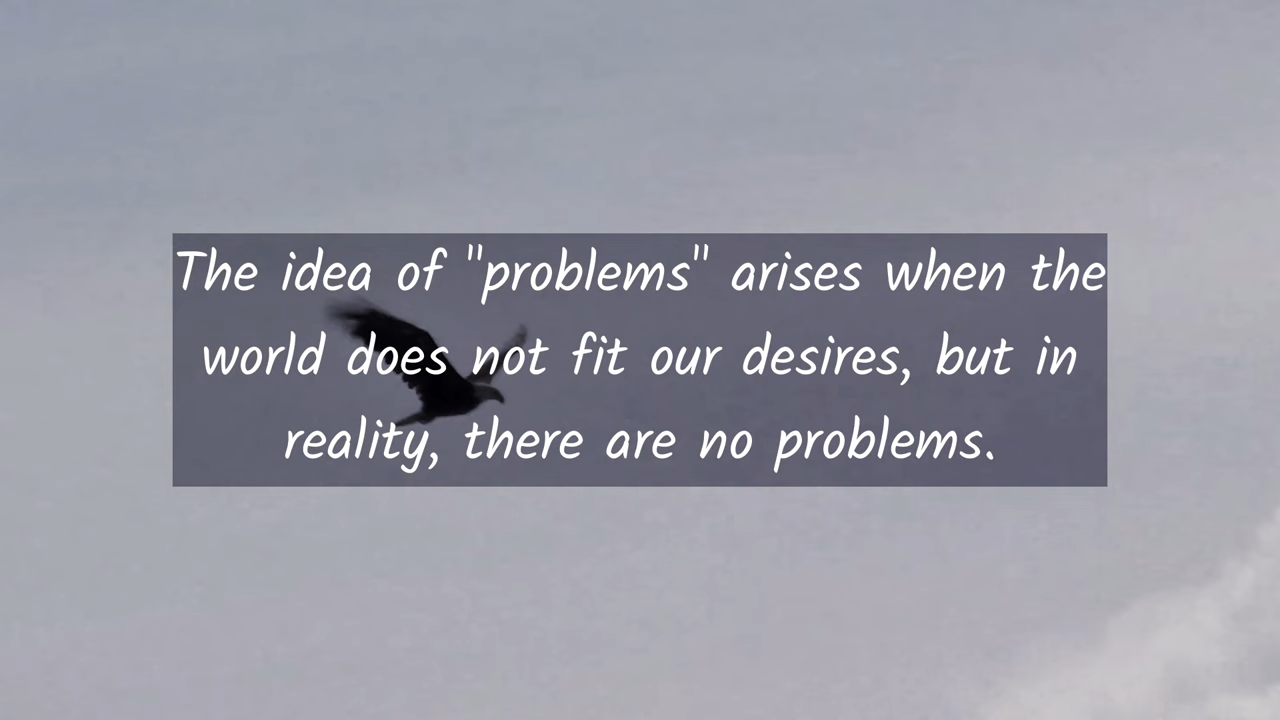 The idea of "problems" arises when the
world does not fit our desires, but in
reality, there are no problems.